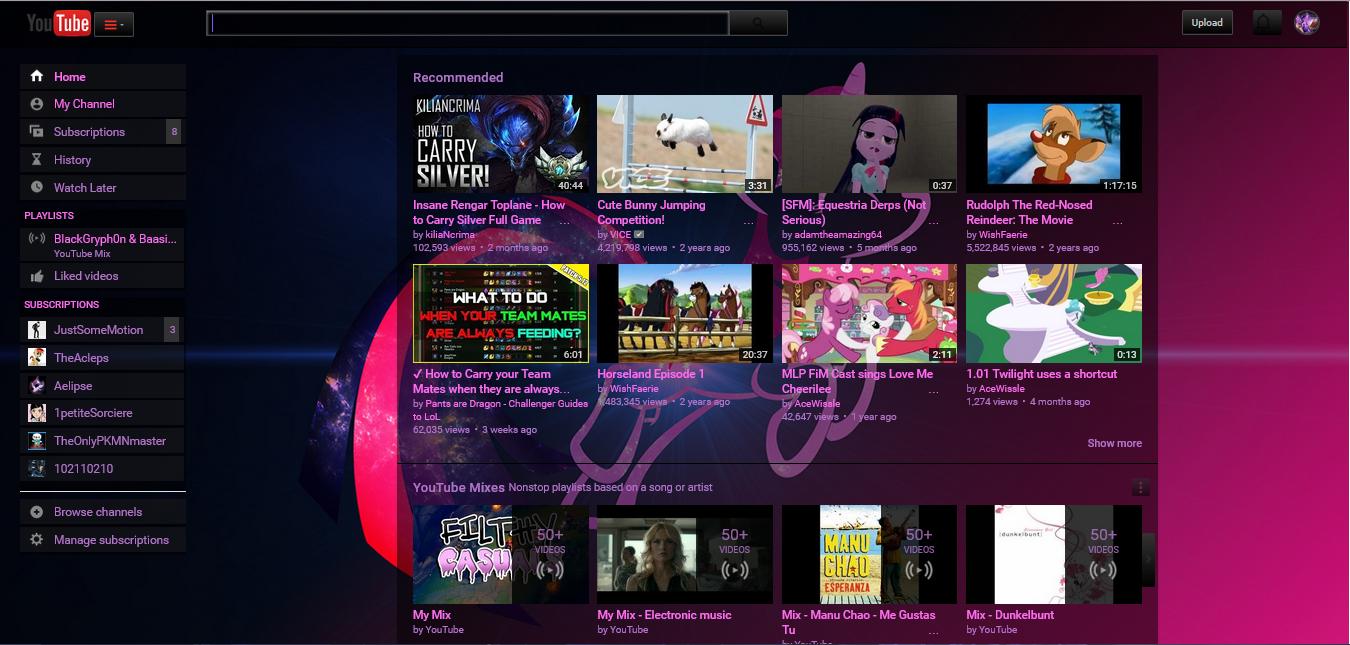 YouTube
Upload
Home
My Channel
Subscriptions 8
History
Watch Later
PLAYLISTS
BlackGryph0n & Baasi...
YouTube Mix
Liked videos
SUBSCRIPTIONS
JustSomeMotion 3
TheAcleps
Aelipse
1petiteSorciere
TheOnlyPKMNmaster
102110210
Browse channels
Manage subscriptions
Recommended
KILIANCRIMA
HOW TO
CARRY
SILVER!
40:44
Insane Rengar Toplane - How
to Carry Silver Full Game ...
by kiliaNcrima
102,593 views • 2 months ago
VICE
3:31
Cute Bunny Jumping
Competition! ...
by VICE
4,219,798 views • 2 years ago
0:37
[SFM]: Equestria Derps (Not
Serious) ...
by adamtheamazing64
955,162 views • 5 months ago
1:17:15
Rudolph The Red-Nosed
Reindeer: The Movie ...
by WishFaerie
5,522,845 views • 2 years ago
WHAT TO DO
WHEN YOUR TEAM MATES
ARE ALWAYS FEEDING?
6:01
✓ How to Carry your Team
Mates when they are always...
by Pants are Dragon - Challenger Guides
to LoL
62,035 views • 3 weeks ago
20:37
Horseland Episode 1
by WishFaerie
483,345 views • 2 years ago
2:11
MLP FiM Cast sings Love Me
Cheerilee ...
by AceWissle
42,647 views • 1 year ago
0:13
1.01 Twilight uses a shortcut
by AceWissle
1,274 views • 4 months ago
Show more
YouTube Mixes Nonstop playlists based on a song or artist
FILTHY
CASUAL
50+
VIDEOS
My Mix
by YouTube
50+
VIDEOS
My Mix - Electronic music
by YouTube
MANU
CHAO
ESPERANZA
50+
VIDEOS
Mix - Manu Chao - Me Gustas
Tu ...
by YouTube
[dunkelbunt]
50+
VIDEOS
Mix - Dunkelbunt
by YouTube